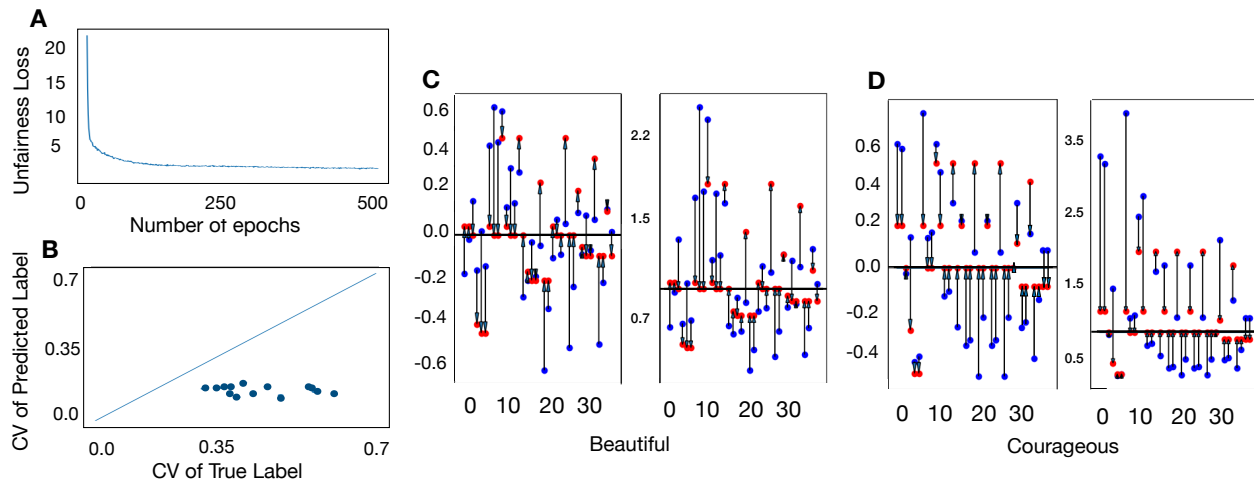 A
Unfairness Loss
20
15
10
5
0 250 500
Number of epochs
B
CV of Predicted Label
0.7
0.35
0.0
0.0 0.35 0.7
CV of True Label
C
0.6
0.4
0.2
0.0
-0.2
-0.4
-0.6
0 10 20 30
2.2
1.5
0.7
0 10 20 30
Beautiful
D
0.6
0.4
0.2
0.0
-0.2
-0.4
0 10 20 30
3.5
2.5
1.5
0.5
0 10 20 30
Courageous